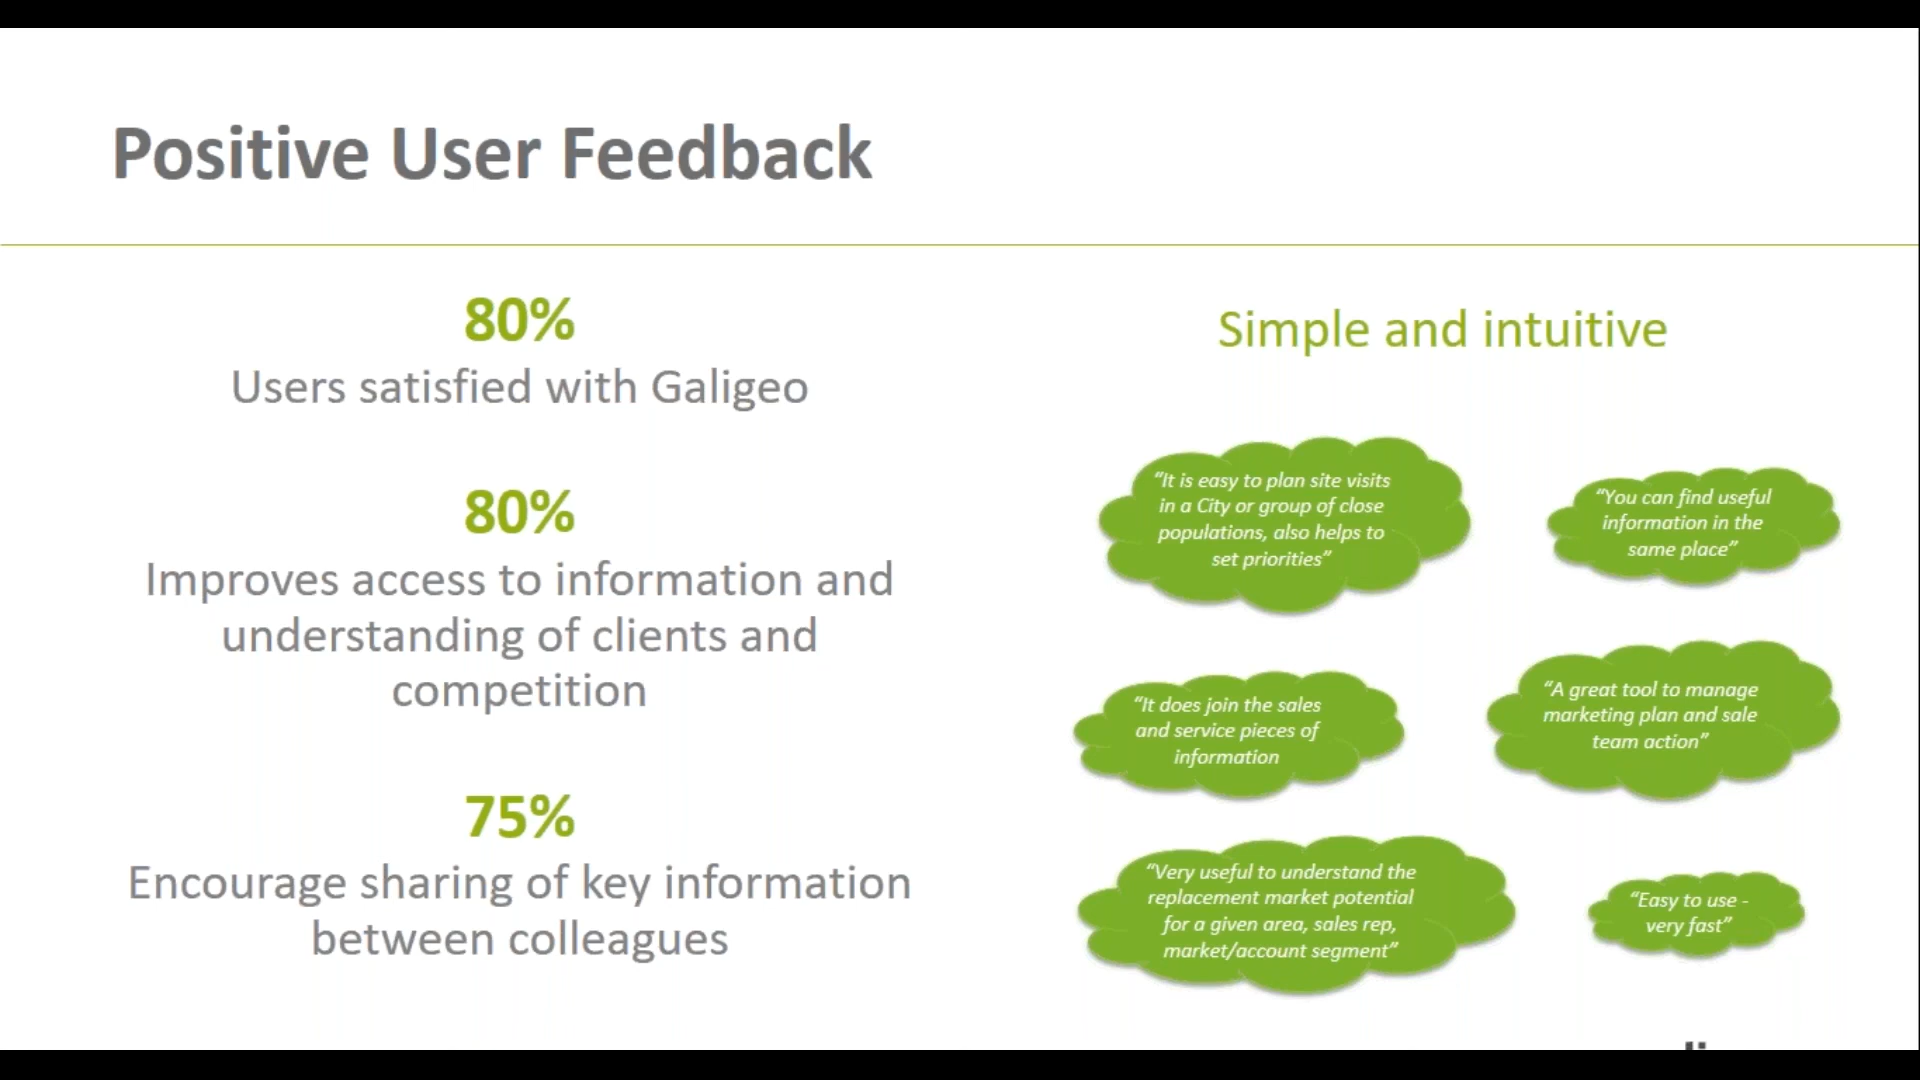 Positive User Feedback
80%
Users satisfied with Galigeo
80%
Improves access to information and
understanding of clients and
competition
75%
Encourage sharing of key information
between colleagues
Simple and intuitive
“It is easy to plan site visits
in a City or group of close
populations, also helps to
set priorities”
“You can find useful
information in the
same place”
“It does join the sales
and service pieces of
information
“A great tool to manage
marketing plan and sale
team action”
“Very useful to understand the
replacement market potential
for a given area, sales rep,
market/account segment”
“Easy to use -
very fast”